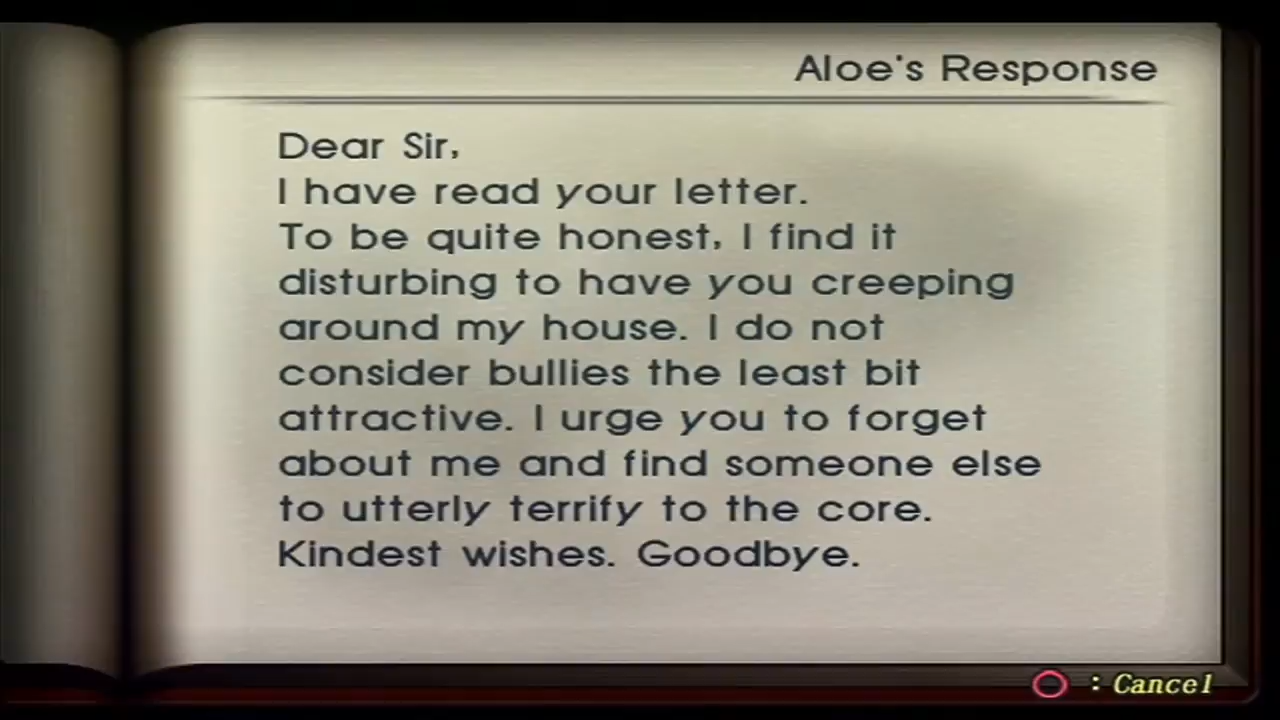 Aloe's Response
Dear Sir,
I have read your letter.
To be quite honest, I find it
disturbing to have you creeping
around my house. I do not
consider bullies the least bit
attractive. I urge you to forget
about me and find someone else
to utterly terrify to the core.
Kindest wishes. Goodbye.
: Cancel